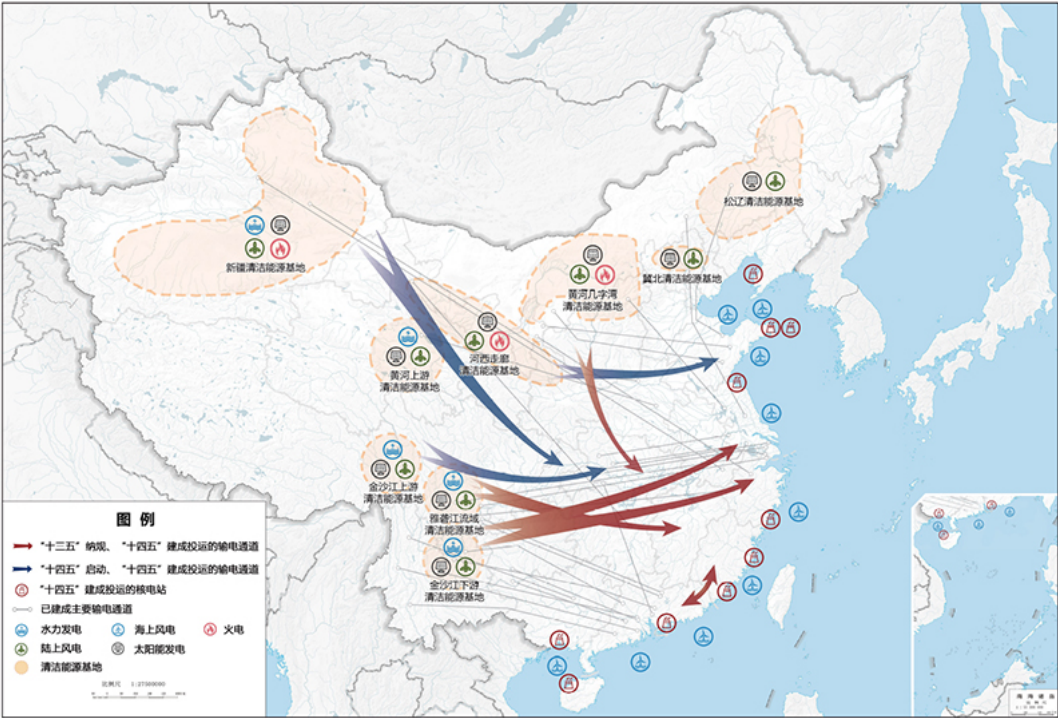 松辽清洁能源基地
新疆清洁能源基地
冀北清洁能源基地
黄河几字湾
清洁能源基地
河西走廊
清洁能源基地
黄河上游
清洁能源基地
金沙江上游
清洁能源基地
雅砻江流域
清洁能源基地
金沙江下游
清洁能源基地
图 例
“十三五”纳规、“十四五”建成投运的输电通道
“十四五”启动、“十四五”建成投运的输电通道
“十四五”建成投运的核电站
已建成主要输电通道
水力发电 海上风电 火电
陆上风电 太阳能发电
清洁能源基地
比例尺